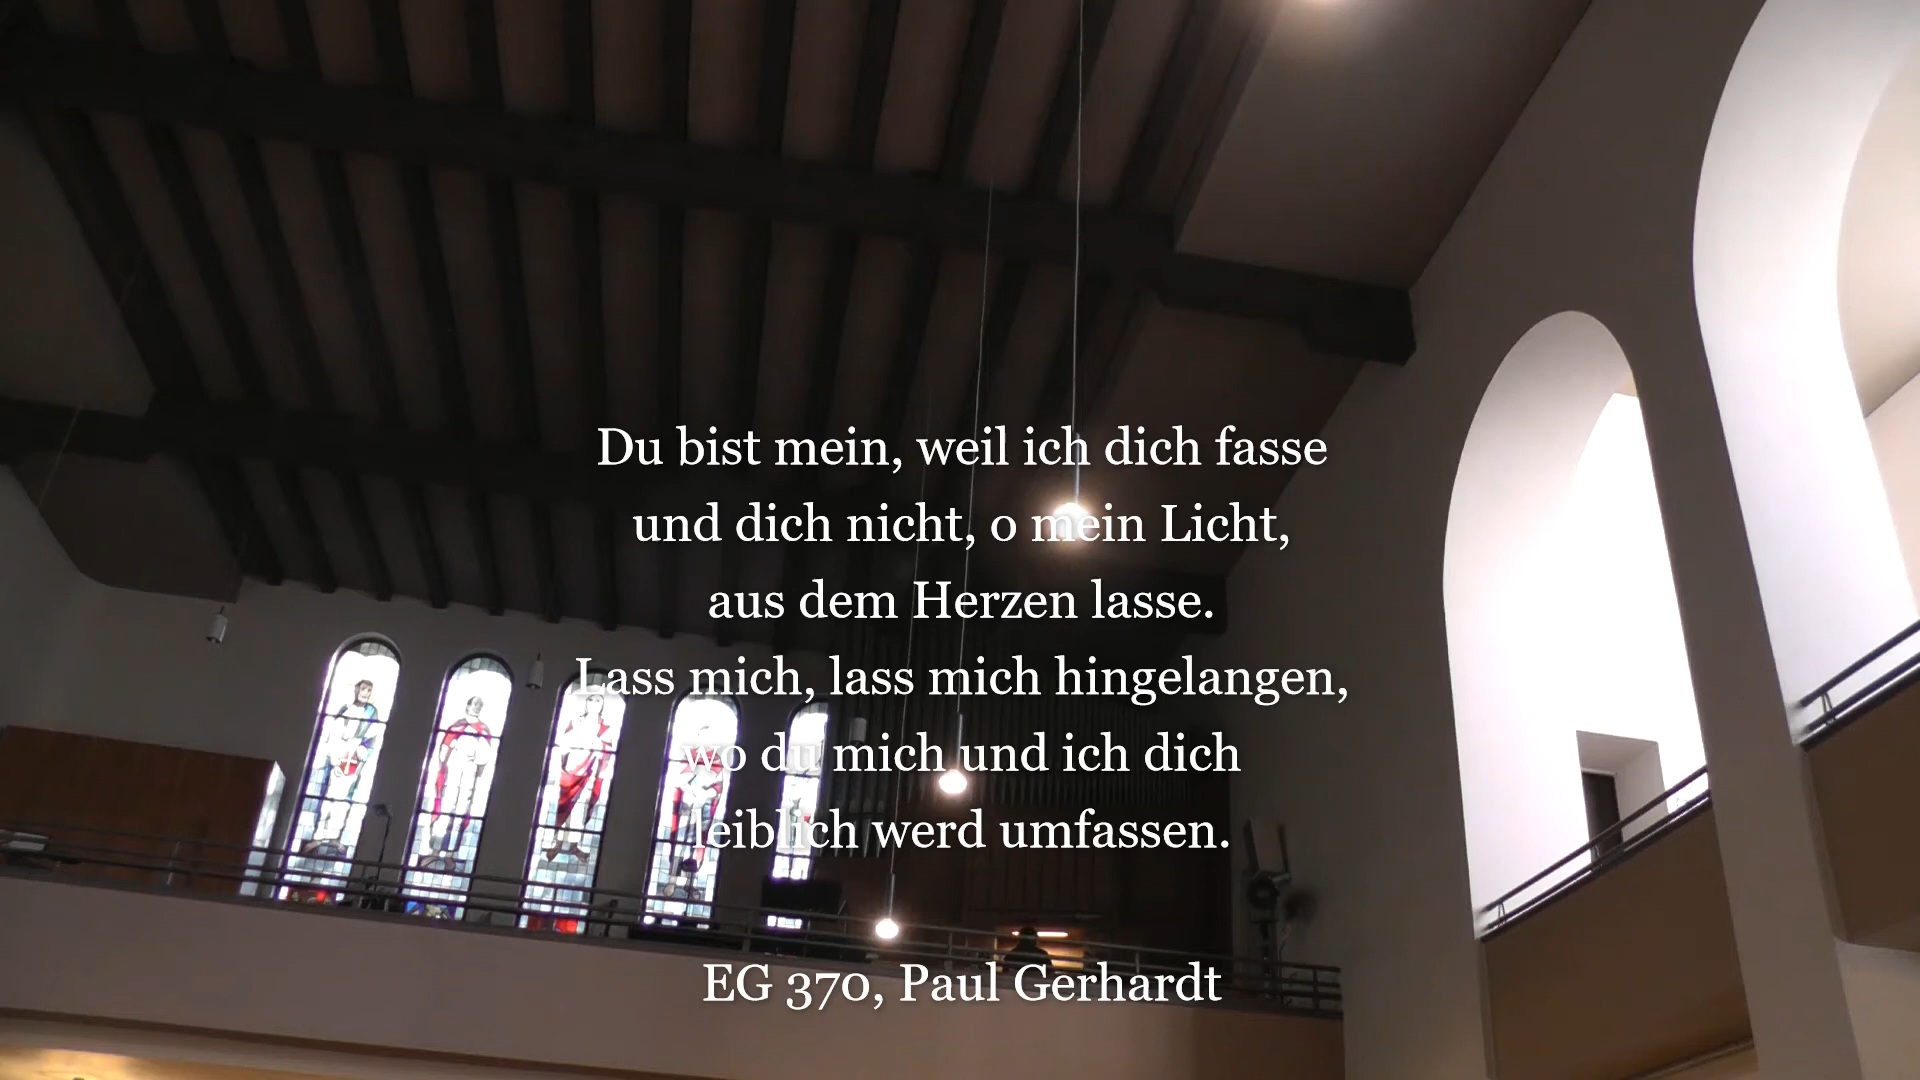 Du bist mein, weil ich dich fasse
und dich nicht, o mein Licht,
aus dem Herzen lasse.
Lass mich, lass mich hingelangen,
wo du mich und ich dich
leiblich werd umfassen.
EG 370, Paul Gerhardt